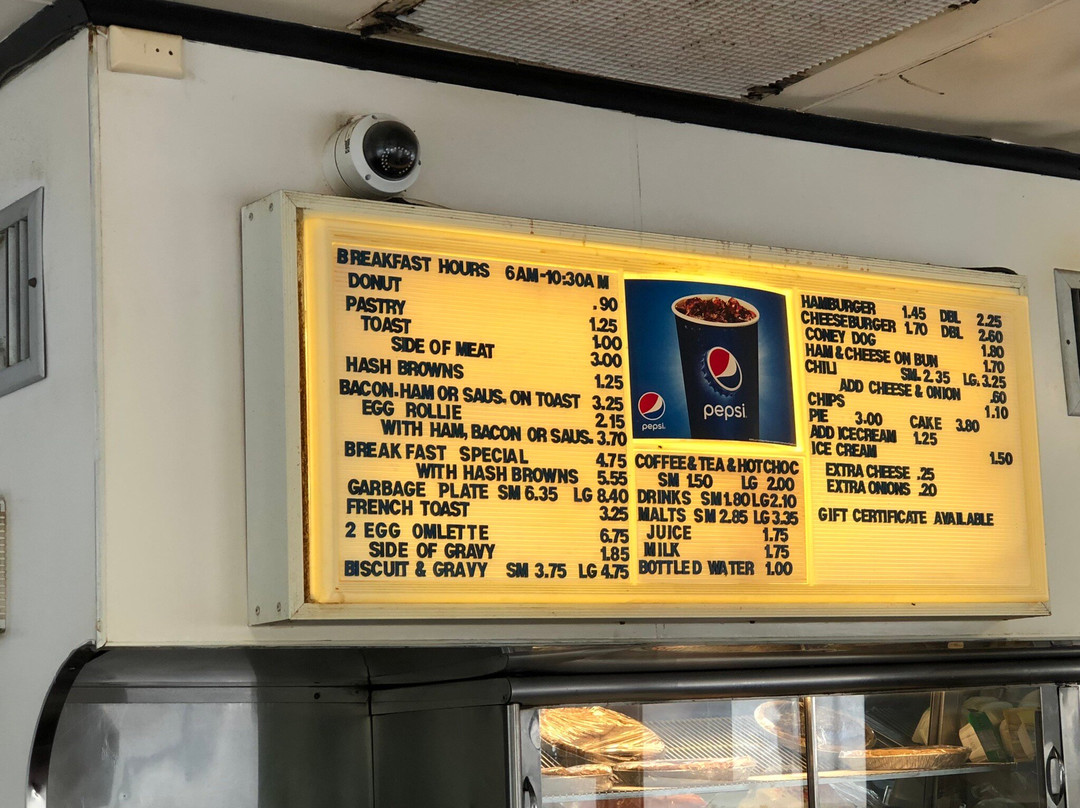 BREAKFAST HOURS 6AM-10:30AM
DONUT .90
PASTRY 1.25
TOAST 1.00
SIDE OF MEAT 3.00
HASH BROWNS 1.25
BACON.HAM OR SAUS. ON TOAST 3.25
EGG ROLLIE 2.15
WITH HAM, BACON OR SAUS. 3.70
BREAKFAST SPECIAL 4.75
WITH HASH BROWNS 5.55
GARBAGE PLATE SM 6.35 LG 8.40
FRENCH TOAST 3.25
2 EGG OMLETTE 6.75
SIDE OF GRAVY 1.85
BISCUIT & GRAVY SM 3.75 LG 4.75
pepsi
pepsi
COFFEE & TEA & HOT CHOC
SM 1.50 LG 2.00
DRINKS SM 1.80 LG 2.10
MALTS SM 2.85 LG 3.35
JUICE 1.75
MILK 1.75
BOTTLED WATER 1.00
HAMBURGER 1.45 DBL 2.25
CHEESEBURGER 1.70 DBL 2.60
CONEY DOG 1.80
HAM & CHEESE ON BUN 1.70
CHILI SM. 2.35 LG. 3.25
ADD CHEESE & ONION .60
CHIPS 1.10
PIE 3.00 CAKE 3.80
ADD ICECREAM 1.25
ICE CREAM 1.50
EXTRA CHEESE .25
EXTRA ONIONS .20
GIFT CERTIFICATE AVAILABLE